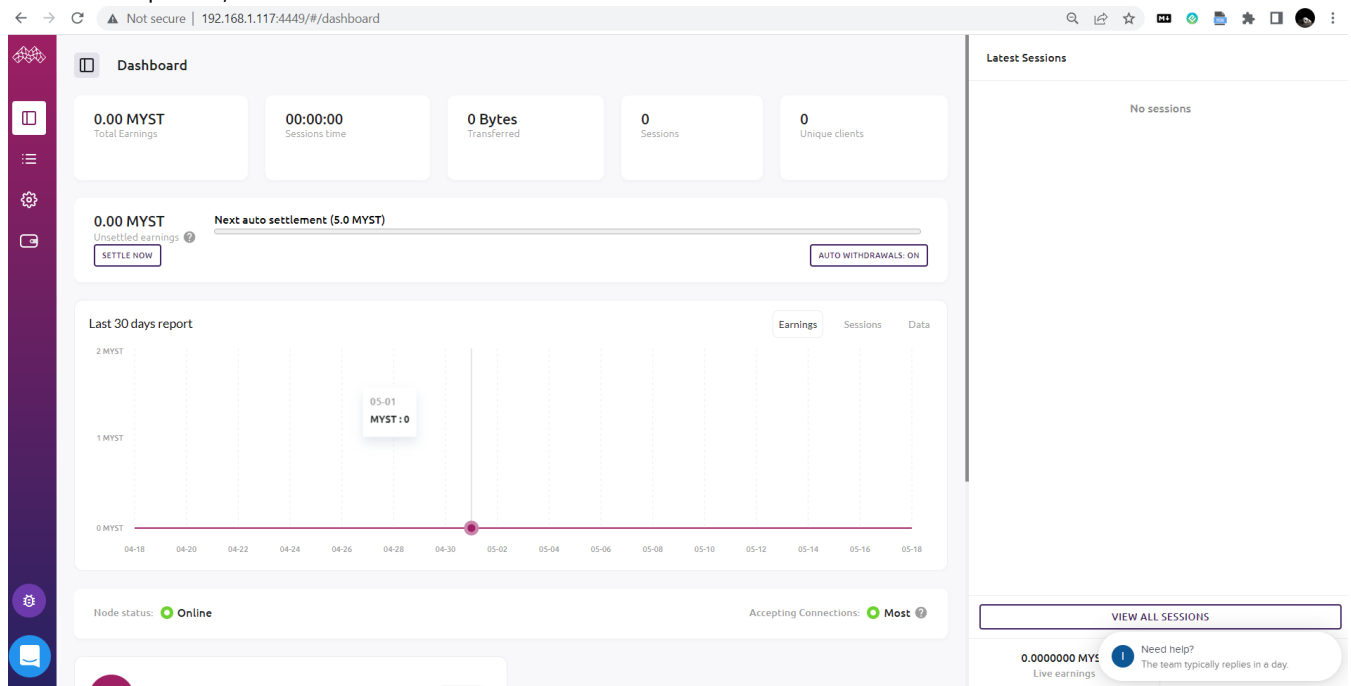 Not secure | 192.168.1.117:4449/#/dashboard
Dashboard
0.00 MYST
Total Earnings
00:00:00
Sessions time
0 Bytes
Transferred
0
Sessions
0
Unique clients
0.00 MYST
Unsettled earnings ?
SETTLE NOW
Next auto settlement (5.0 MYST)
AUTO WITHDRAWALS: ON
Last 30 days report
Earnings Sessions Data
2 MYST
1 MYST
0 MYST
05-01
MYST : 0
04-18 04-20 04-22 04-24 04-26 04-28 04-30 05-02 05-04 05-06 05-08 05-10 05-12 05-14 05-16 05-18
Node status: Online
Accepting Connections: Most ?
Latest Sessions
No sessions
VIEW ALL SESSIONS
0.0000000 MYS
Live earnings
I
Need help?
The team typically replies in a day.